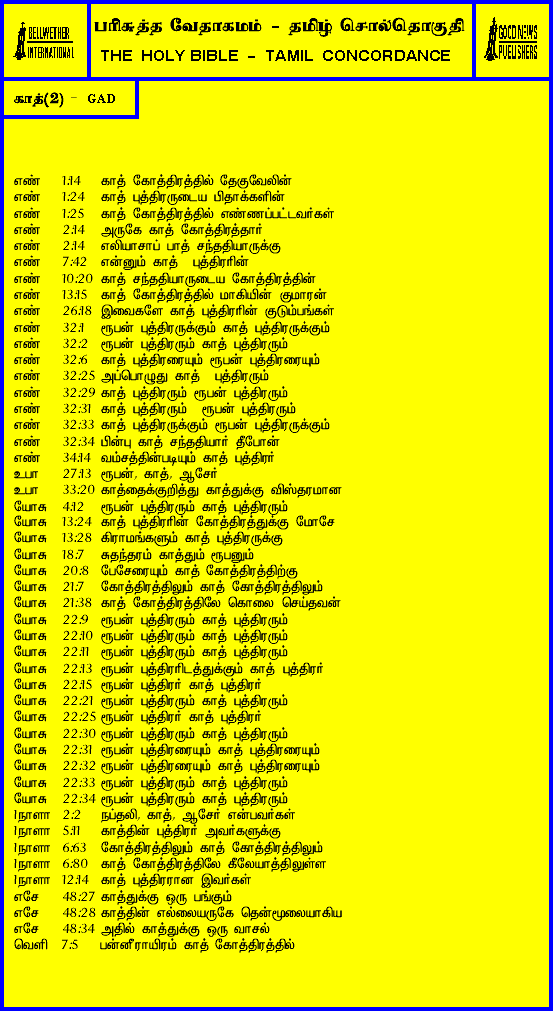 BELLWETHER
INTERNATIONAL
பரிசுத்த வேதாகமம் - தமிழ் சொல்தொகுதி
THE HOLY BIBLE - TAMIL CONCORDANCE
GOOD NEWS
PUBLISHERS
காத்(2) - GAD
எண் 1:14 காத் கோத்திரத்தில் தேகுவேலின்
எண் 1:24 காத் புத்திரருடைய பிதாக்களின்
எண் 1:25 காத் கோத்திரத்தில் எண்ணப்பட்டவர்கள்
எண் 2:14 அருகே காத் கோத்திரத்தார்
எண் 2:14 எலியாசாப் பாத் சந்ததியாருக்கு
எண் 7:42 என்னும் காத் புத்திரரின்
எண் 10:20 காத் சந்ததியாருடைய கோத்திரத்தின்
எண் 13:15 காத் கோத்திரத்தில் மாகியின் குமாரன்
எண் 26:18 இவைகளே காத் புத்திரரின் குடும்பங்கள்
எண் 32:1 ரூபன் புத்திரருக்கும் காத் புத்திரருக்கும்
எண் 32:2 ரூபன் புத்திரரும் காத் புத்திரரும்
எண் 32:6 காத் புத்திரரையும் ரூபன் புத்திரரையும்
எண் 32:25 அப்பொழுது காத் புத்திரரும்
எண் 32:29 காத் புத்திரரும் ரூபன் புத்திரரும்
எண் 32:31 காத் புத்திரரும் ரூபன் புத்திரரும்
எண் 32:33 காத் புத்திரருக்கும் ரூபன் புத்திரருக்கும்
எண் 32:34 பின்பு காத் சந்ததியார் தீபோன்
எண் 34:14 வம்சத்தின்படியும் காத் புத்திரர்
உபா 27:13 ரூபன், காத், ஆசேர்
உபா 33:20 காத்தைக்குறித்து காத்துக்கு விஸ்தாரமான
யோசு 4:12 ரூபன் புத்திரரும் காத் புத்திரரும்
யோசு 13:24 காத் புத்திரரின் கோத்திரத்துக்கு மோசே
யோசு 13:28 கிராமங்களும் காத் புத்திரருக்கு
யோசு 18:7 சுதந்தரம் காத்தும் ரூபனும்
யோசு 20:8 பேசேரையும் காத் கோத்திரத்திற்கு
யோசு 21:7 கோத்திரத்திலும் காத் கோத்திரத்திலும்
யோசு 21:38 காத் கோத்திரத்திலே கொலை செய்தவன்
யோசு 22:9 ரூபன் புத்திரரும் காத் புத்திரரும்
யோசு 22:10 ரூபன் புத்திரரும் காத் புத்திரரும்
யோசு 22:11 ரூபன் புத்திரரும் காத் புத்திரரும்
யோசு 22:13 ரூபன் புத்திரரிடத்துக்கும் காத் புத்திரர்
யோசு 22:15 ரூபன் புத்திரர் காத் புத்திரர்
யோசு 22:21 ரூபன் புத்திரரும் காத் புத்திரரும்
யோசு 22:25 ரூபன் புத்திரர் காத் புத்திரர்
யோசு 22:30 ரூபன் புத்திரரும் காத் புத்திரரும்
யோசு 22:31 ரூபன் புத்திரரையும் காத் புத்திரரையும்
யோசு 22:32 ரூபன் புத்திரரையும் காத் புத்திரரையும்
யோசு 22:33 ரூபன் புத்திரரும் காத் புத்திரரும்
யோசு 22:34 ரூபன் புத்திரரும் காத் புத்திரரும்
1நாளா 2:2 நப்தலி, காத், ஆசேர் என்பவர்கள்
1நாளா 5:11 காத்தின் புத்திரர் அவர்களுக்கு
1நாளா 6:63 கோத்திரத்திலும் காத் கோத்திரத்திலும்
1நாளா 6:80 காத் கோத்திரத்திலே கீலேயாத்திலுள்ள
1நாளா 12:14 காத் புத்திரரான இவர்கள்
எசே 48:27 காத்துக்கு ஒரு பங்கும்
எசே 48:28 காத்தின் எல்லையருகே தென்மூலையாகிய
எசே 48:34 அதில் காத்துக்கு ஒரு வாசல்
வெளி 7:5 பன்னீராயிரம் காத் கோத்திரத்தில்